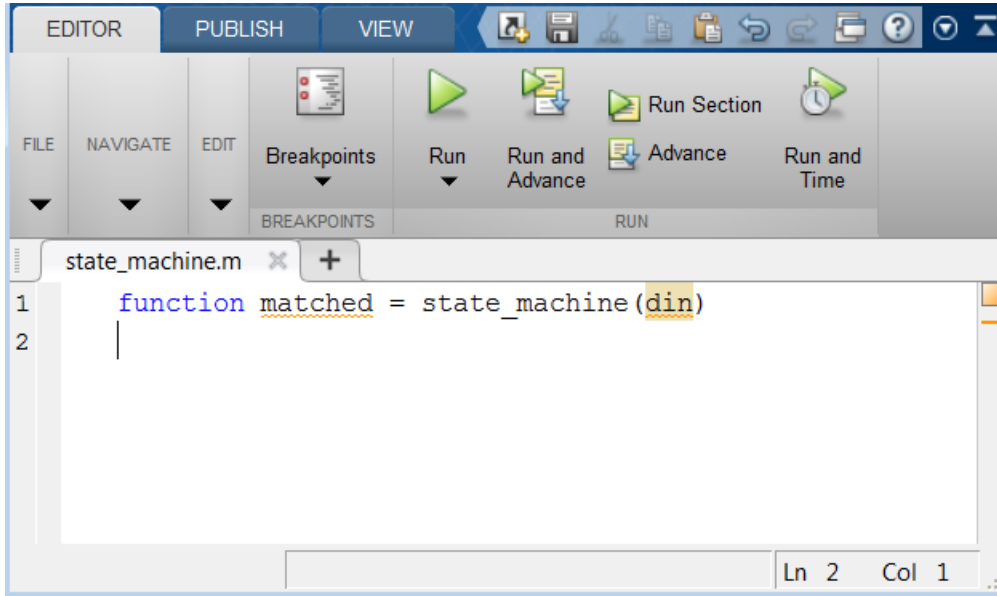 EDITOR PUBLISH VIEW
FILE NAVIGATE EDIT Breakpoints Run Run and Advance Run Section Advance Run and Time
BREAKPOINTS RUN
state_machine.m
1 function matched = state_machine(din)
2
Ln 2 Col 1